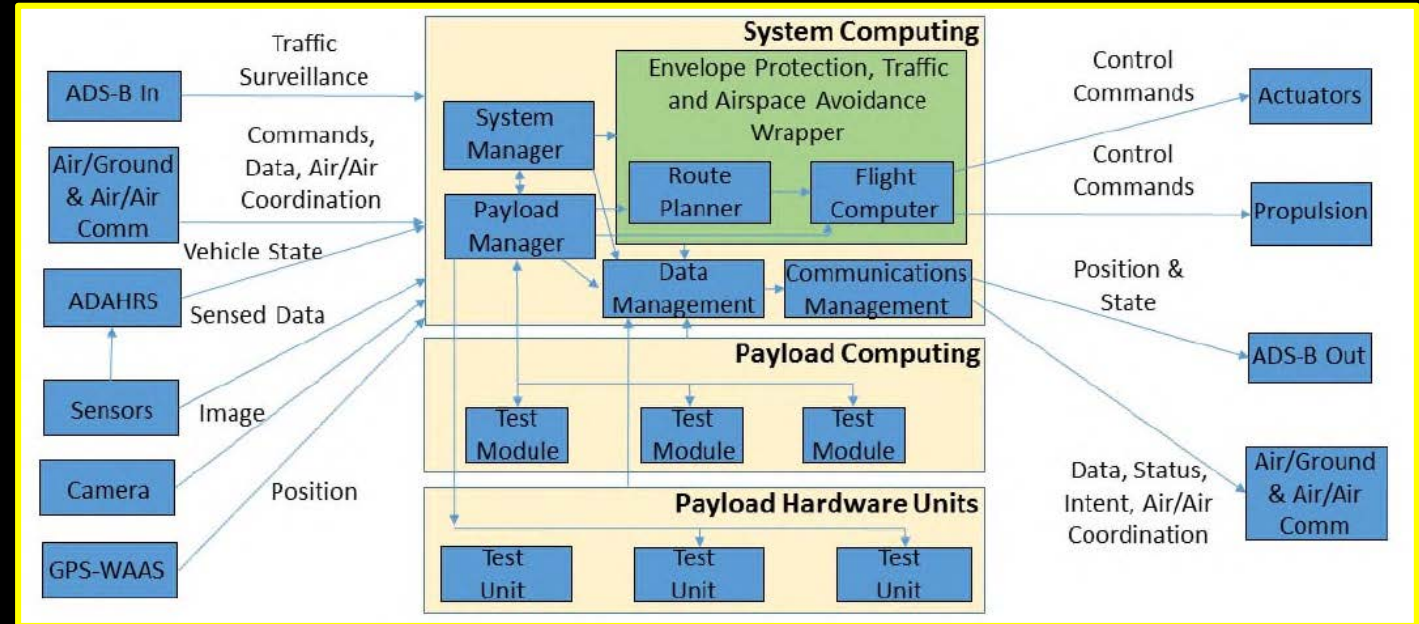 System Computing
Traffic
Surveillance
ADS-B In
Envelope Protection, Traffic
and Airspace Avoidance
Wrapper
Control
Commands
Actuators
System
Manager
Commands,
Data, Air/Air
Coordination
Air/Ground
& Air/Air
Comm
Route
Planner
Flight
Computer
Control
Commands
Propulsion
Payload
Manager
Vehicle State
ADAHRS
Sensed Data
Data
Management
Communications
Management
Position &
State
Payload Computing
ADS-B Out
Sensors
Image
Test
Module
Test
Module
Test
Module
Camera
Position
Payload Hardware Units
Data, Status,
Intent, Air/Air
Coordination
Air/Ground
& Air/Air
Comm
GPS-WAAS
Test
Unit
Test
Unit
Test
Unit